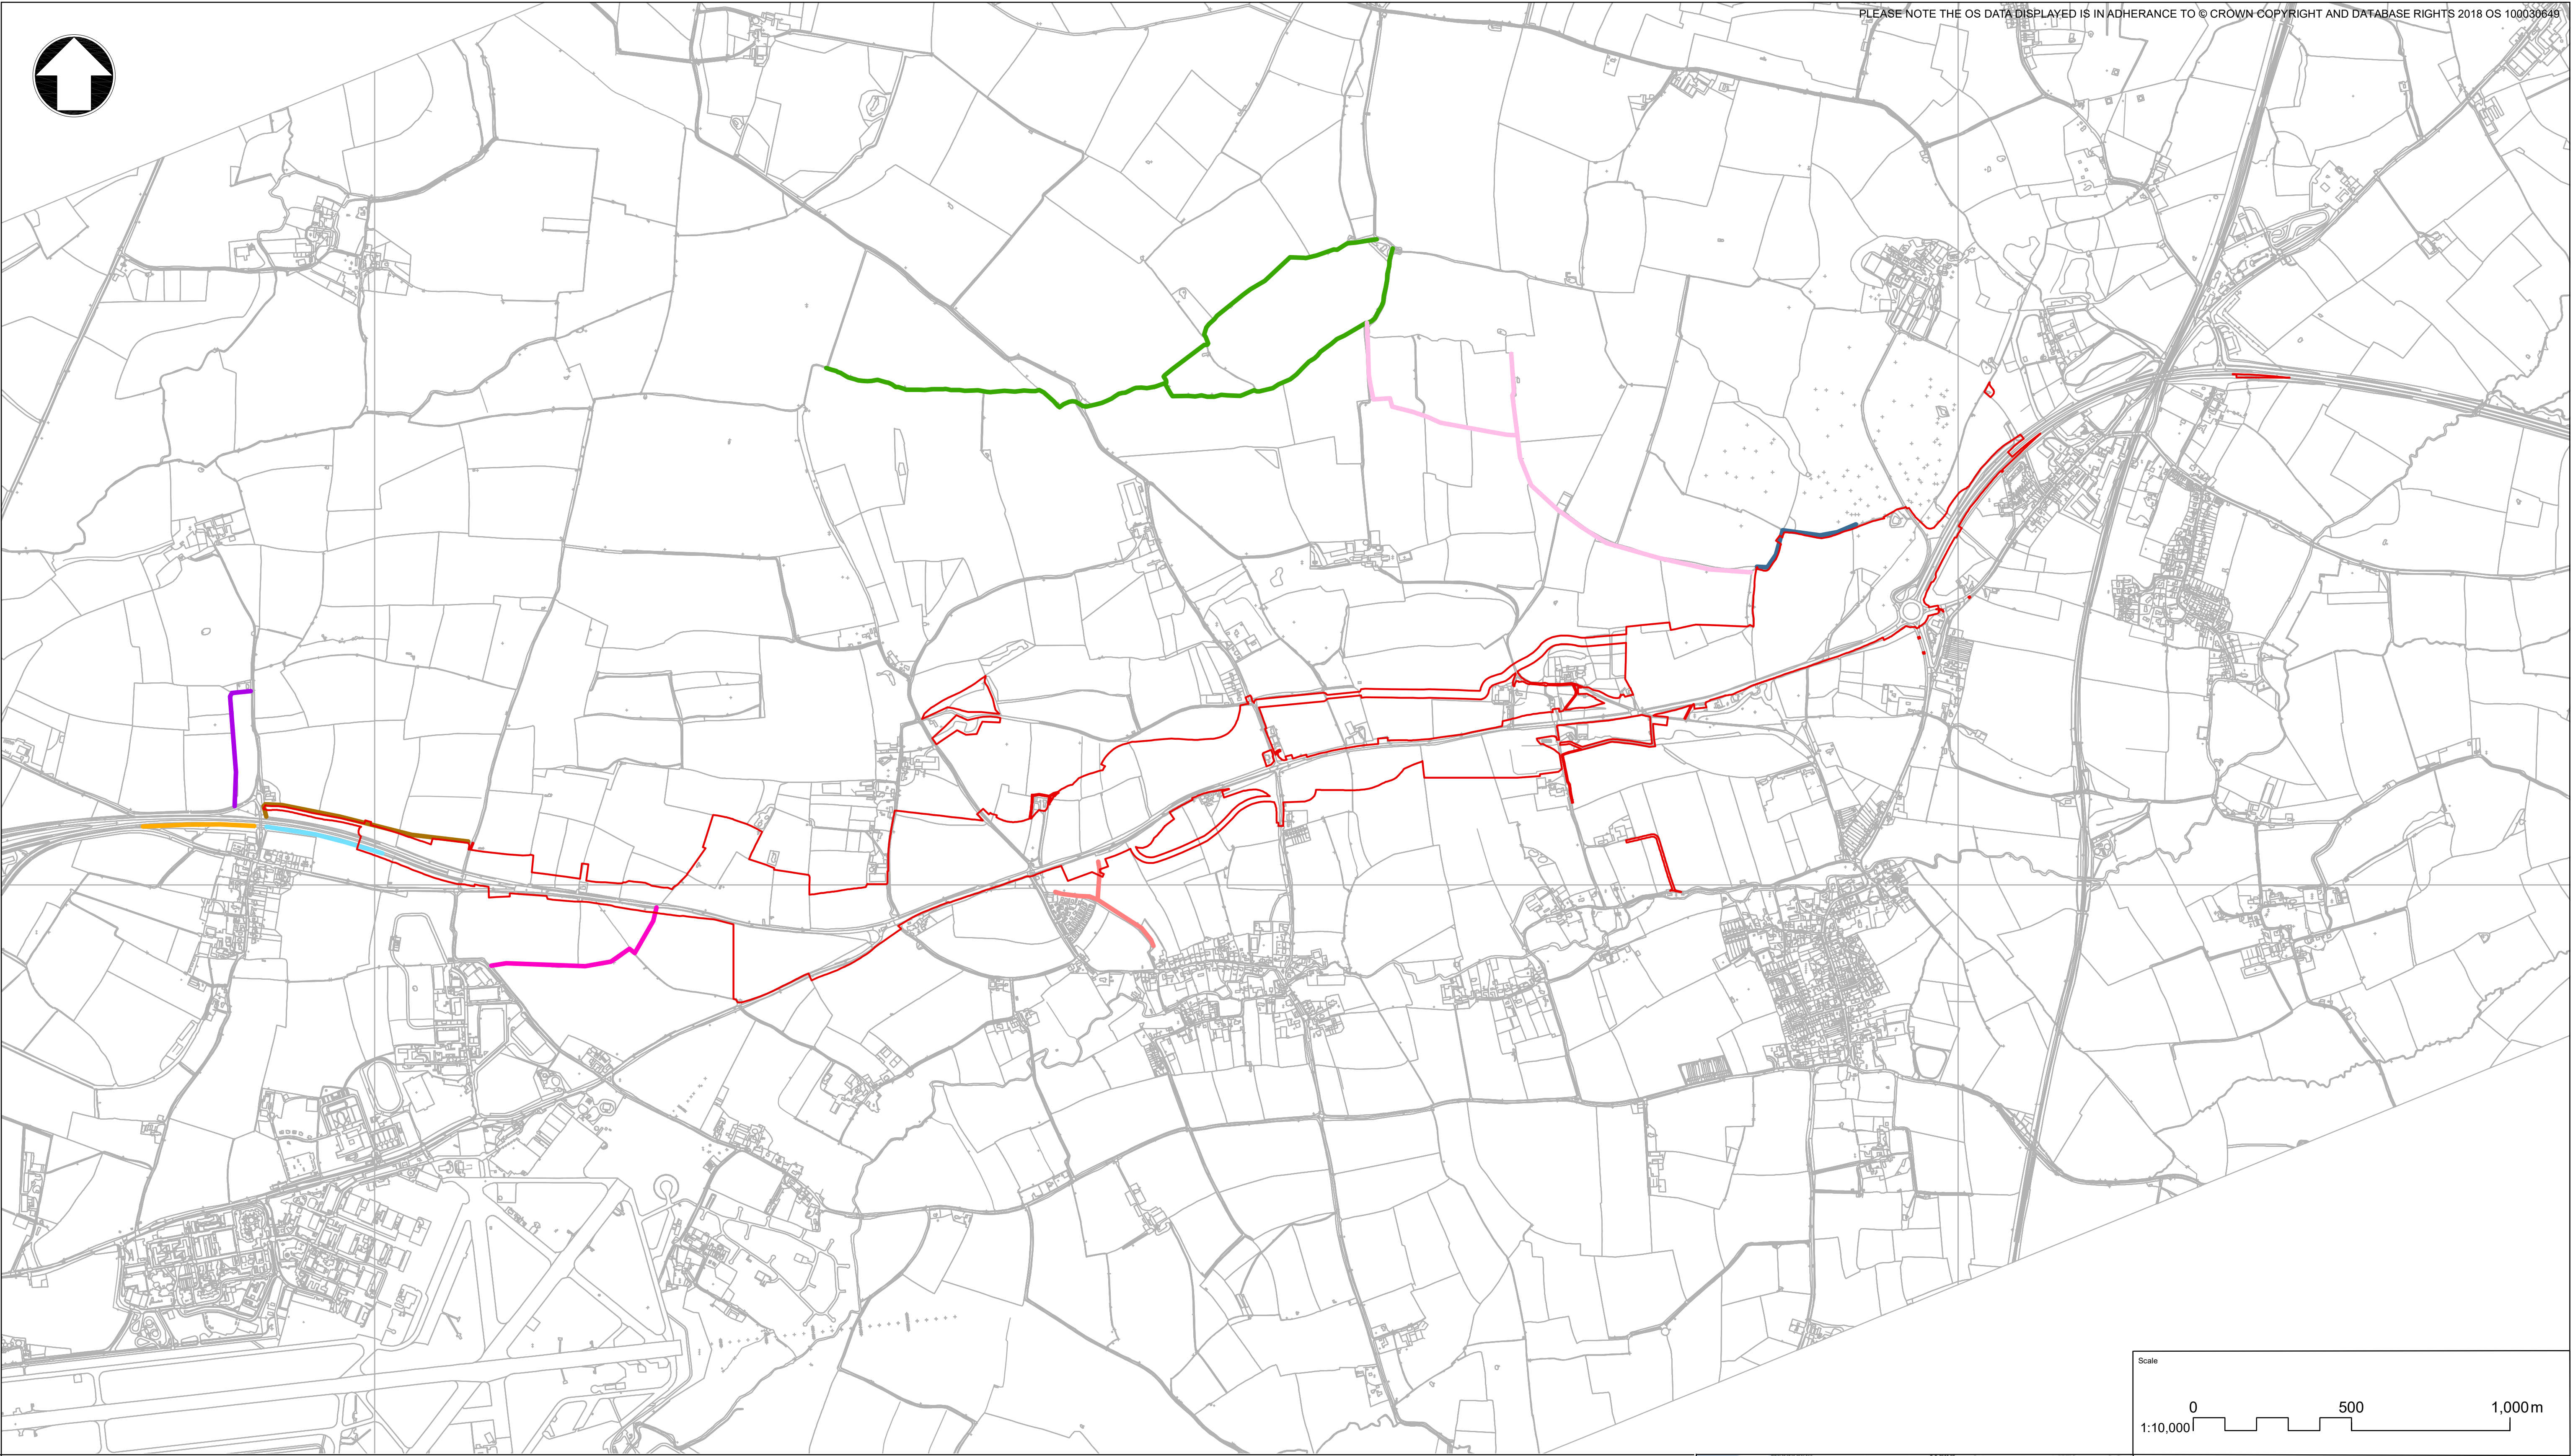 PLEASE NOTE THE OS DATA DISPLAYED IS IN ADHERANCE TO © CROWN COPYRIGHT AND DATABASE RIGHTS 2018 OS 100030649
Scale
0 500 1,000 m
1:10,000